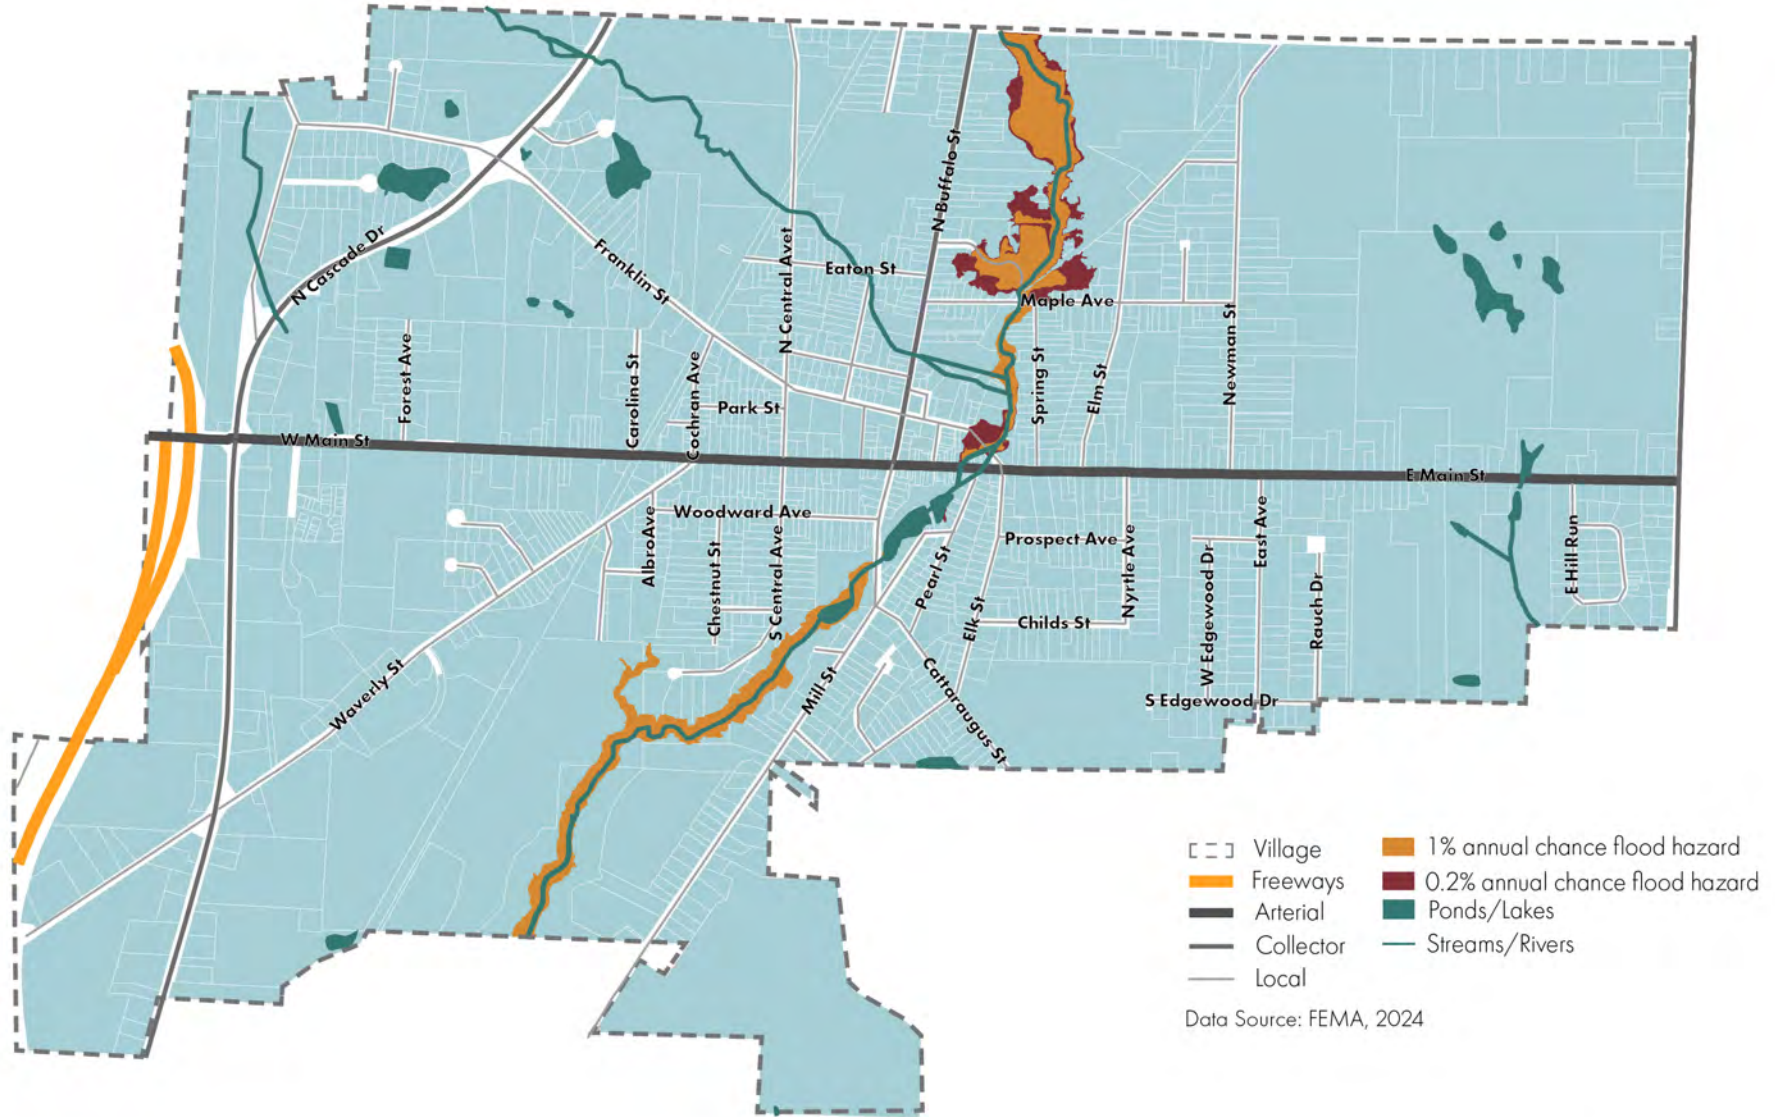 N Buffalo St
N Cascade Dr
Franklin St
N Central Avet
Eaton St
Maple Ave
Forest Ave
Carolina St
Cochran Ave
Park St
Spring St
Elm St
Newman St
W Main St
E Main St
Woodward Ave
AlbroAve
Chestnut St
S Central Ave
Pearl St
Prospect Ave
Nyrtle Ave
W Edgewood Dr
East Ave
Rauch Dr
E Hill Run
Elk St
Childs St
Waverly St
Mill St
Cattaraugus St
S Edgewood Dr
Village
Freeways
Arterial
Collector
Local
1% annual chance flood hazard
0.2% annual chance flood hazard
Ponds/Lakes
Streams/Rivers
Data Source: FEMA, 2024